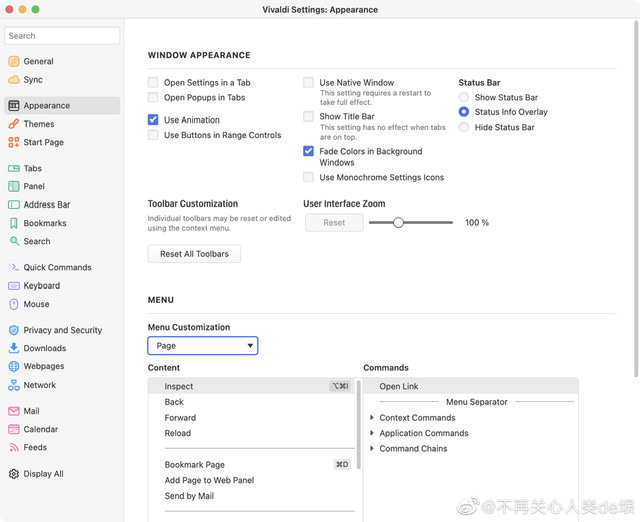 Vivaldi Settings: Appearance
Search
General
Sync
Appearance
Themes
Start Page
Tabs
Panel
Address Bar
Bookmarks
Search
Quick Commands
Keyboard
Mouse
Privacy and Security
Downloads
Webpages
Network
Mail
Calendar
Feeds
Display All
WINDOW APPEARANCE
Open Settings in a Tab
Open Popups in Tabs
Use Animation
Use Buttons in Range Controls
Use Native Window
This setting requires a restart to
take full effect.
Show Title Bar
This setting has no effect when tabs
are on top.
Fade Colors in Background
Windows
Use Monochrome Settings Icons
Status Bar
Show Status Bar
Status Info Overlay
Hide Status Bar
Toolbar Customization
Individual toolbars may be reset or edited
using the context menu.
Reset All Toolbars
User Interface Zoom
Reset
100 %
MENU
Menu Customization
Page
Content
Inspect ⌥⌘I
Back
Forward
Reload
Bookmark Page ⌘D
Add Page to Web Panel
Send by Mail
Commands
Open Link
Menu Separator
Context Commands
Application Commands
Command Chains
@不再关心人类de垠